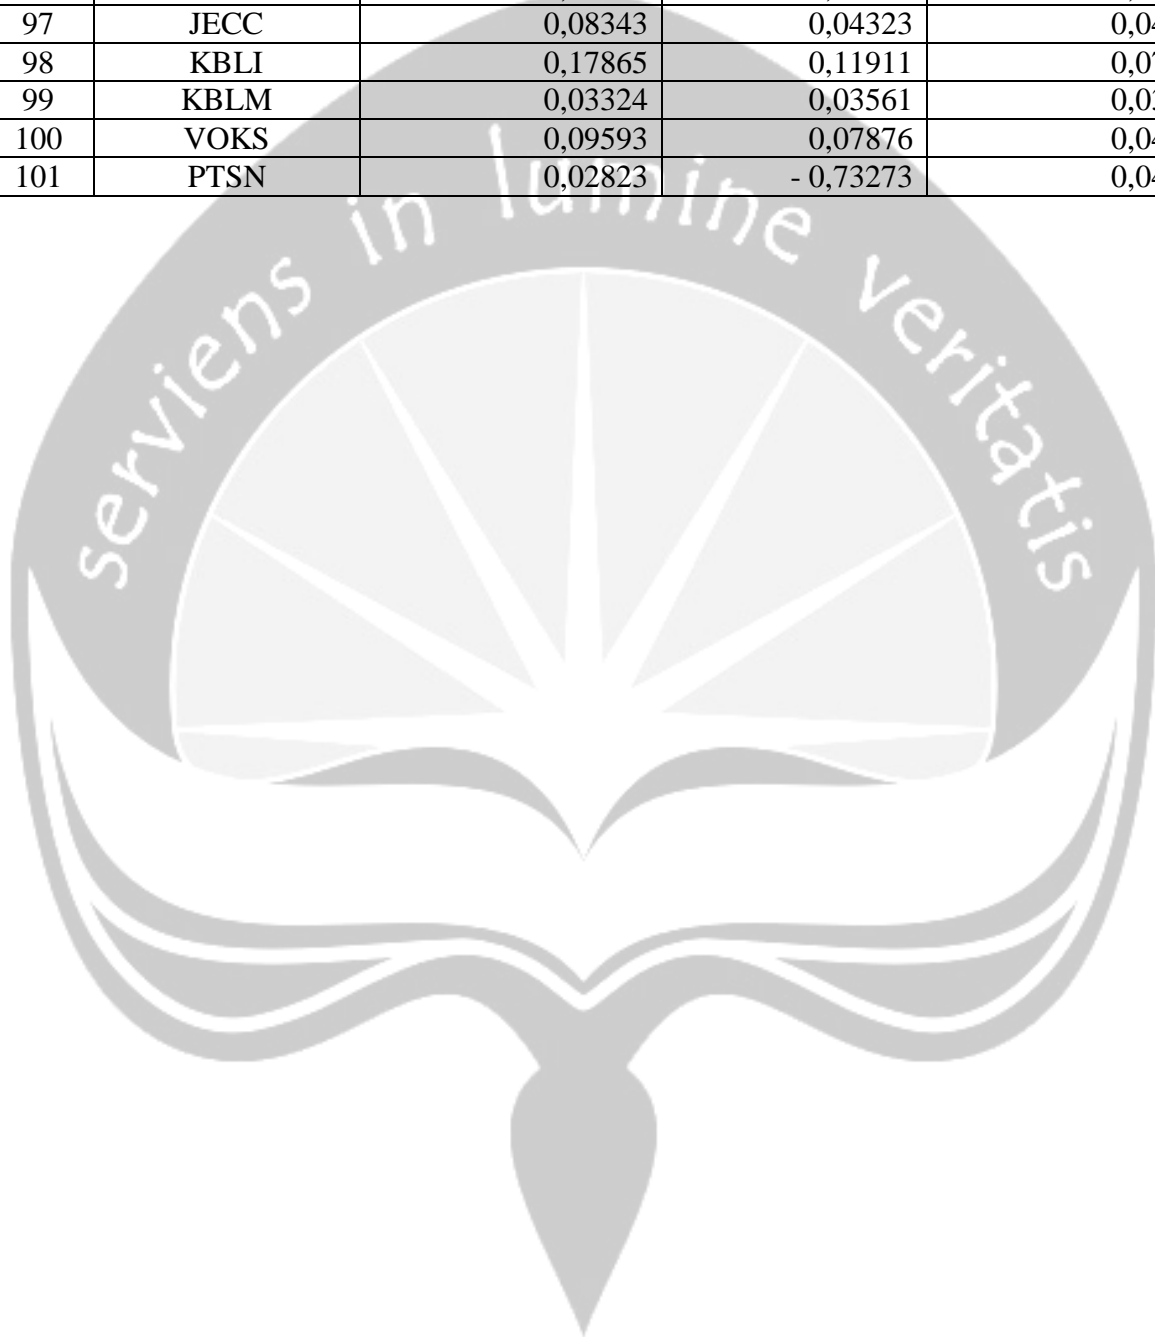 97 JECC 0,08343 0,04323
98 KBLI 0,17865 0,11911
99 KBLM 0,03324 0,03561
100 VOKS 0,09593 0,07876
101 PTSN 0,02823 - 0,73273
serviens in lumine veritatis